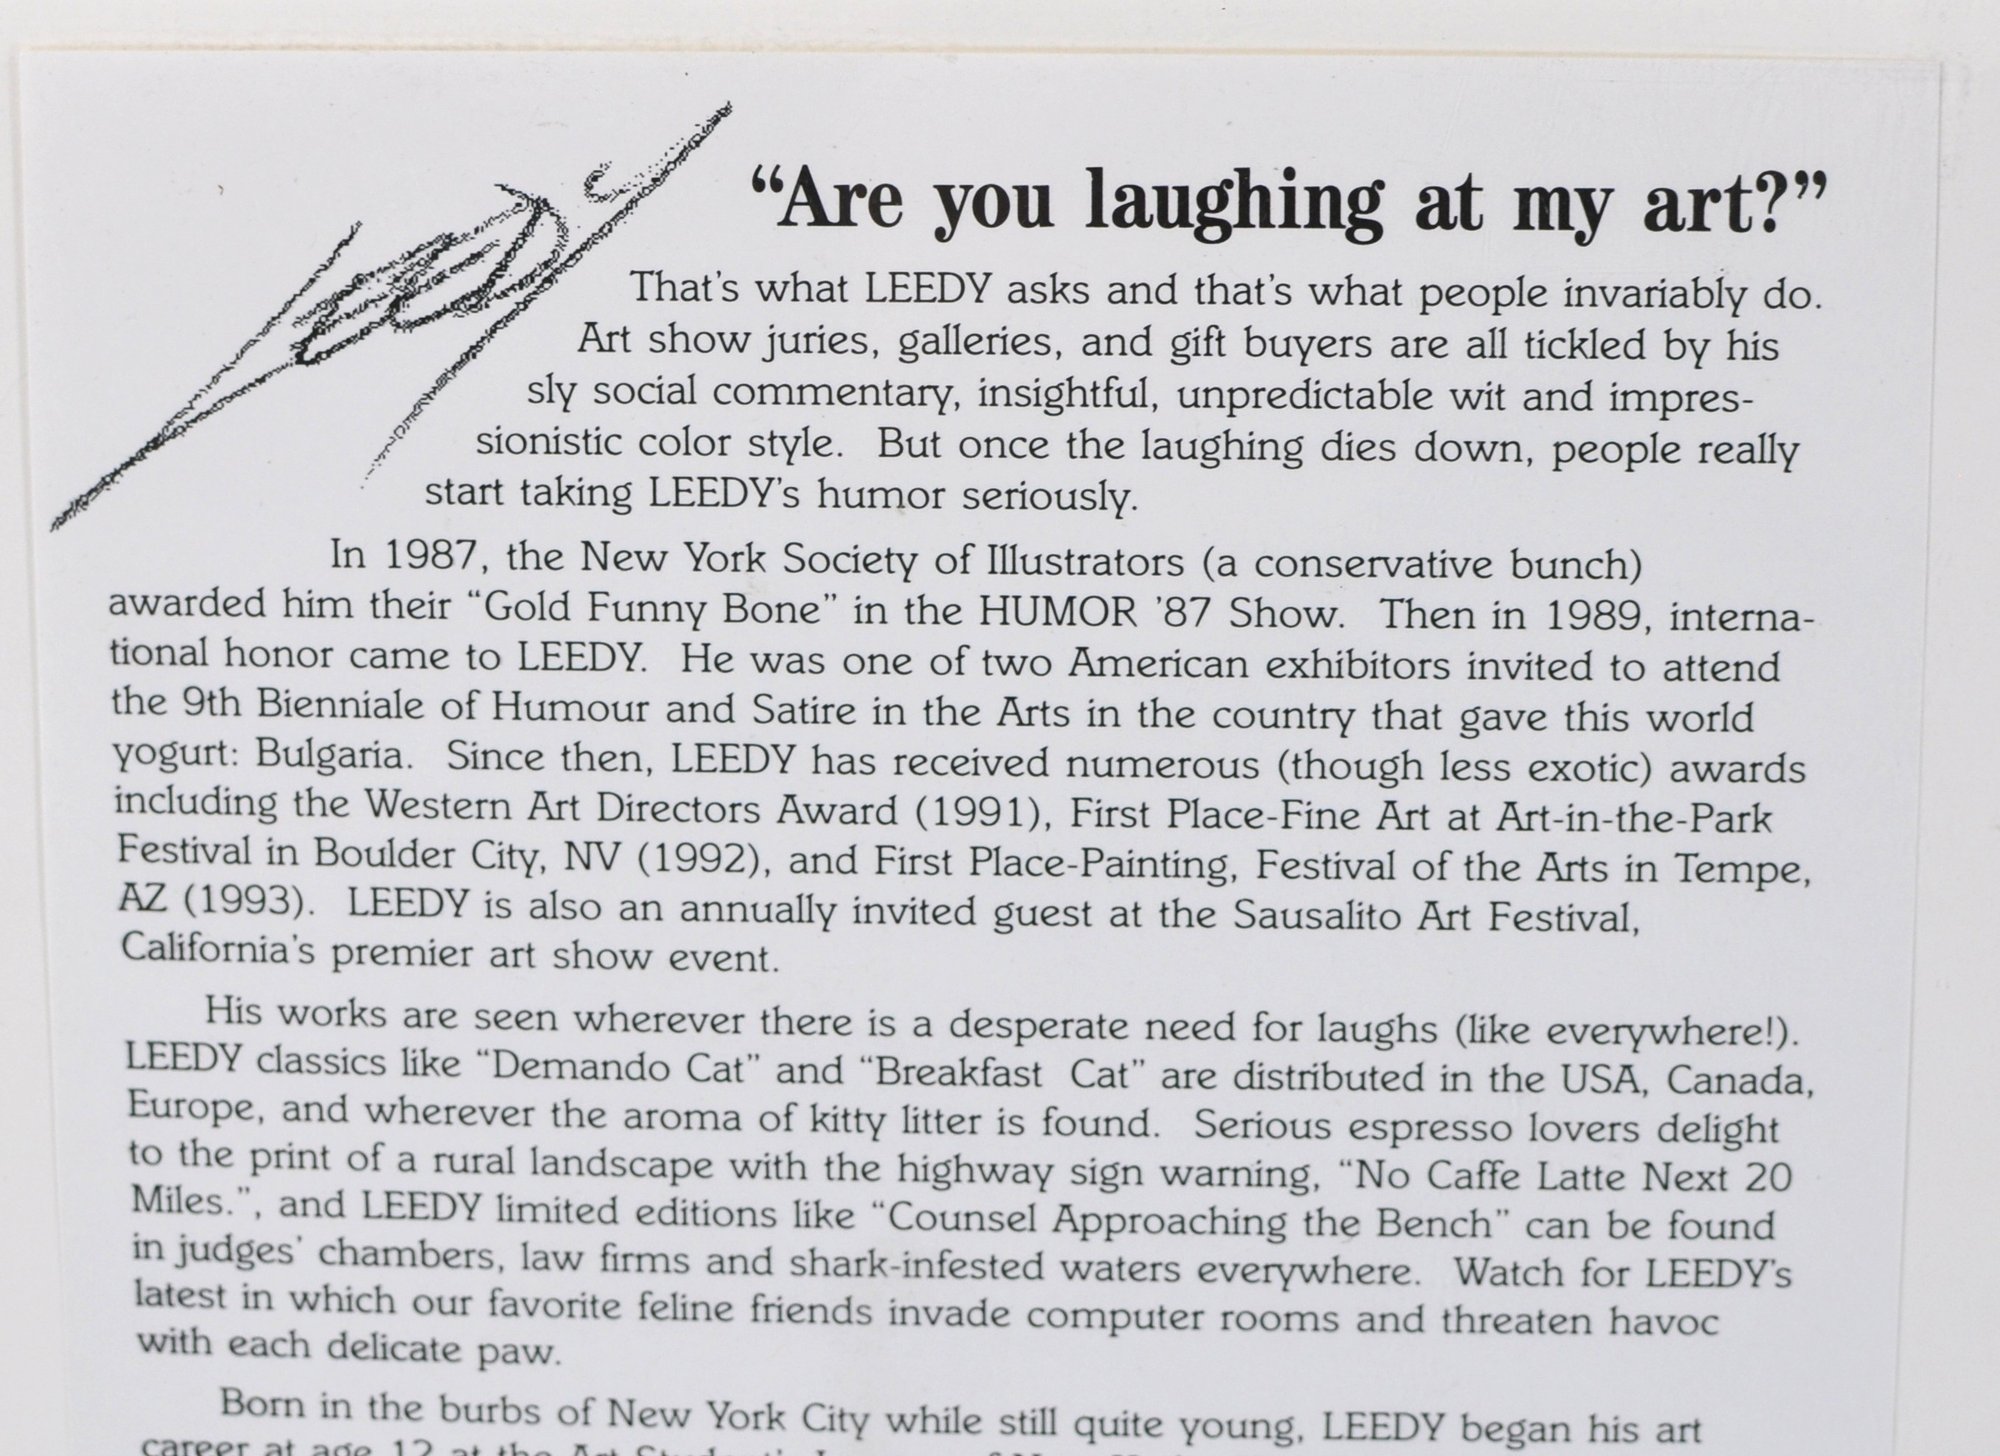 Leedy
“Are you laughing at my art?”
That's what LEEDY asks and that's what people invariably do.
Art show juries, galleries, and gift buyers are all tickled by his
sly social commentary, insightful, unpredictable wit and impres-
sionistic color style. But once the laughing dies down, people really
start taking LEEDY's humor seriously.
In 1987, the New York Society of Illustrators (a conservative bunch)
awarded him their “Gold Funny Bone” in the HUMOR '87 Show. Then in 1989, interna-
tional honor came to LEEDY. He was one of two American exhibitors invited to attend
the 9th Bienniale of Humour and Satire in the Arts in the country that gave this world
yogurt: Bulgaria. Since then, LEEDY has received numerous (though less exotic) awards
including the Western Art Directors Award (1991), First Place-Fine Art at Art-in-the-Park
Festival in Boulder City, NV (1992), and First Place-Painting, Festival of the Arts in Tempe,
AZ (1993). LEEDY is also an annually invited guest at the Sausalito Art Festival,
California's premier art show event.
His works are seen wherever there is a desperate need for laughs (like everywhere!).
LEEDY classics like “Demando Cat” and “Breakfast Cat” are distributed in the USA, Canada,
Europe, and wherever the aroma of kitty litter is found. Serious espresso lovers delight
to the print of a rural landscape with the highway sign warning, “No Caffe Latte Next 20
Miles.”, and LEEDY limited editions like “Counsel Approaching the Bench” can be found
in judges' chambers, law firms and shark-infested waters everywhere. Watch for LEEDY's
latest in which our favorite feline friends invade computer rooms and threaten havoc
with each delicate paw.
Born in the burbs of New York City while still quite young, LEEDY began his art
career at age 12 at the Art